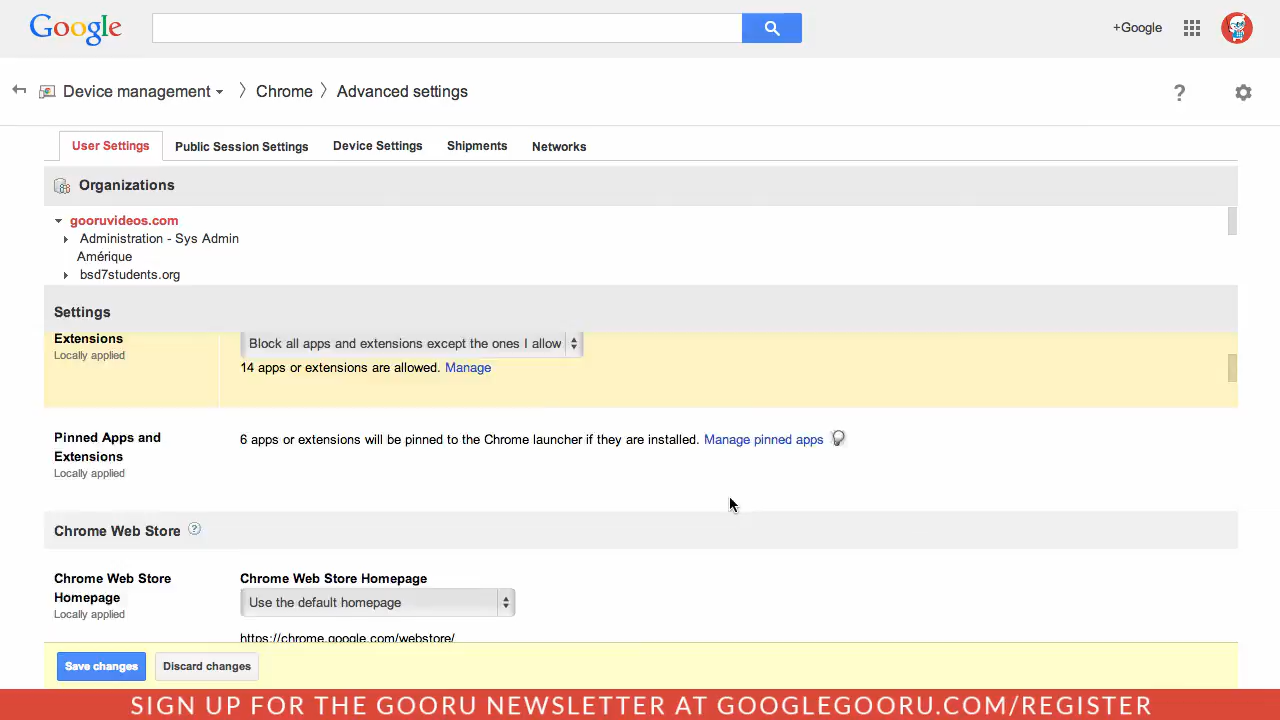 Google
+Google
Device management
Chrome
Advanced settings
?
User Settings
Public Session Settings
Device Settings
Shipments
Networks
Organizations
gooruvideos.com
Administration - Sys Admin
Amérique
bsd7students.org
Settings
Extensions
Locally applied
Block all apps and extensions except the ones I allow
14 apps or extensions are allowed. Manage
Pinned Apps and
Extensions
Locally applied
6 apps or extensions will be pinned to the Chrome launcher if they are installed. Manage pinned apps
Chrome Web Store ?
Chrome Web Store
Homepage
Locally applied
Chrome Web Store Homepage
Use the default homepage
https://chrome.google.com/webstore/
Save changes
Discard changes
SIGN UP FOR THE GOORU NEWSLETTER AT GOOGLEGOORU.COM/REGISTER